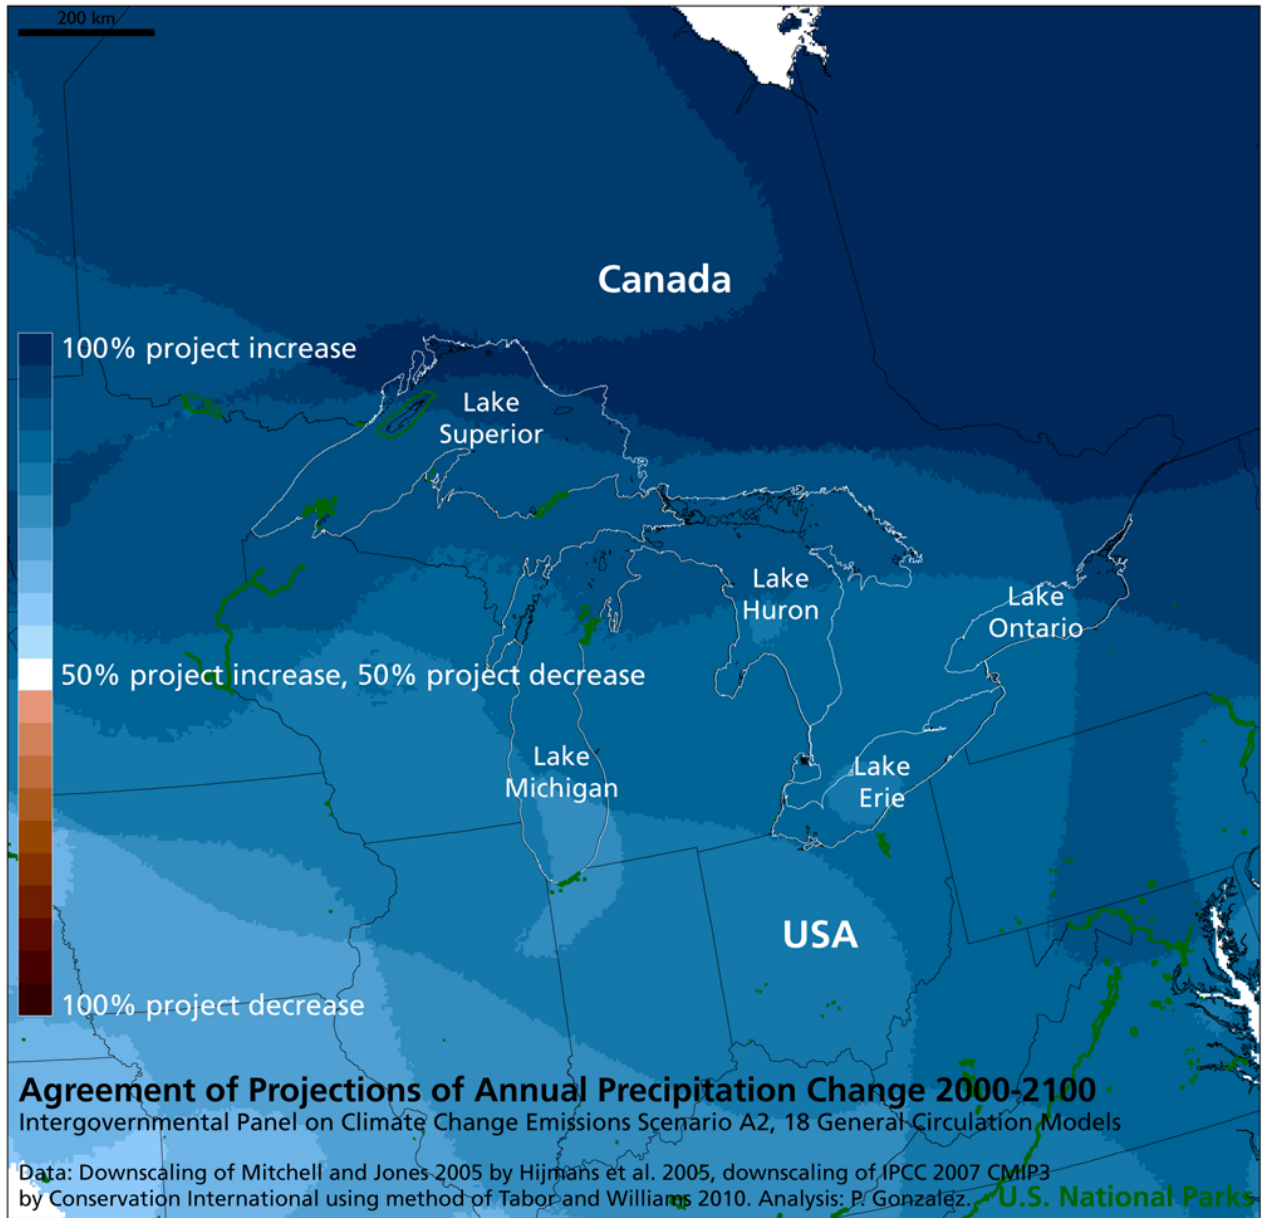 200 km
Canada
100% project increase
Lake
Superior
Lake
Huron
Lake
Ontario
50% project increase, 50% project decrease
Lake
Michigan
Lake
Erie
USA
100% project decrease
Agreement of Projections of Annual Precipitation Change 2000-2100
Intergovernmental Panel on Climate Change Emissions Scenario A2, 18 General Circulation Models
Data: Downscaling of Mitchell and Jones 2005 by Hijmans et al. 2005, downscaling of IPCC 2007 CMIP3
by Conservation International using method of Tabor and Williams 2010. Analysis: P. Gonzalez.
U.S. National Parks